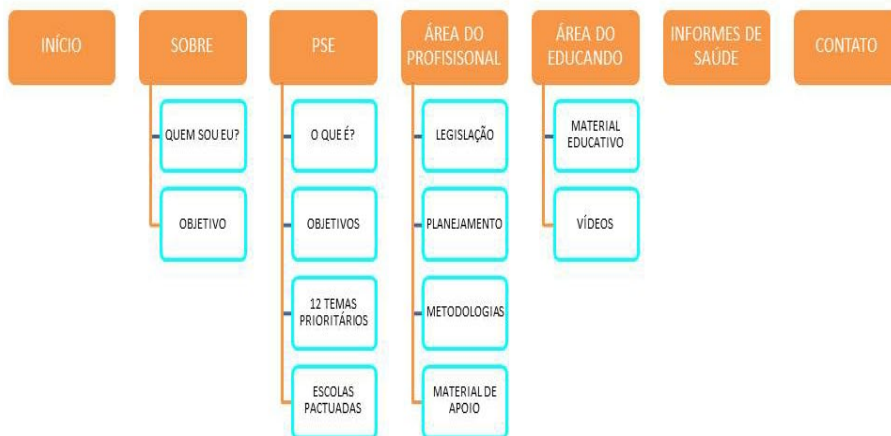 INÍCIO
SOBRE
PSE
ÁREA DO
PROFISISONAL
ÁREA DO
EDUCANDO
INFORMES DE
SAÚDE
CONTATO
QUEM SOU EU?
OBJETIVO
O QUE É?
OBJETIVOS
12 TEMAS
PRIORITÁRIOS
ESCOLAS
PACTUADAS
LEGISLAÇÃO
PLANEJAMENTO
METODOLOGIAS
MATERIAL DE
APOIO
MATERIAL
EDUCATIVO
VÍDEOS